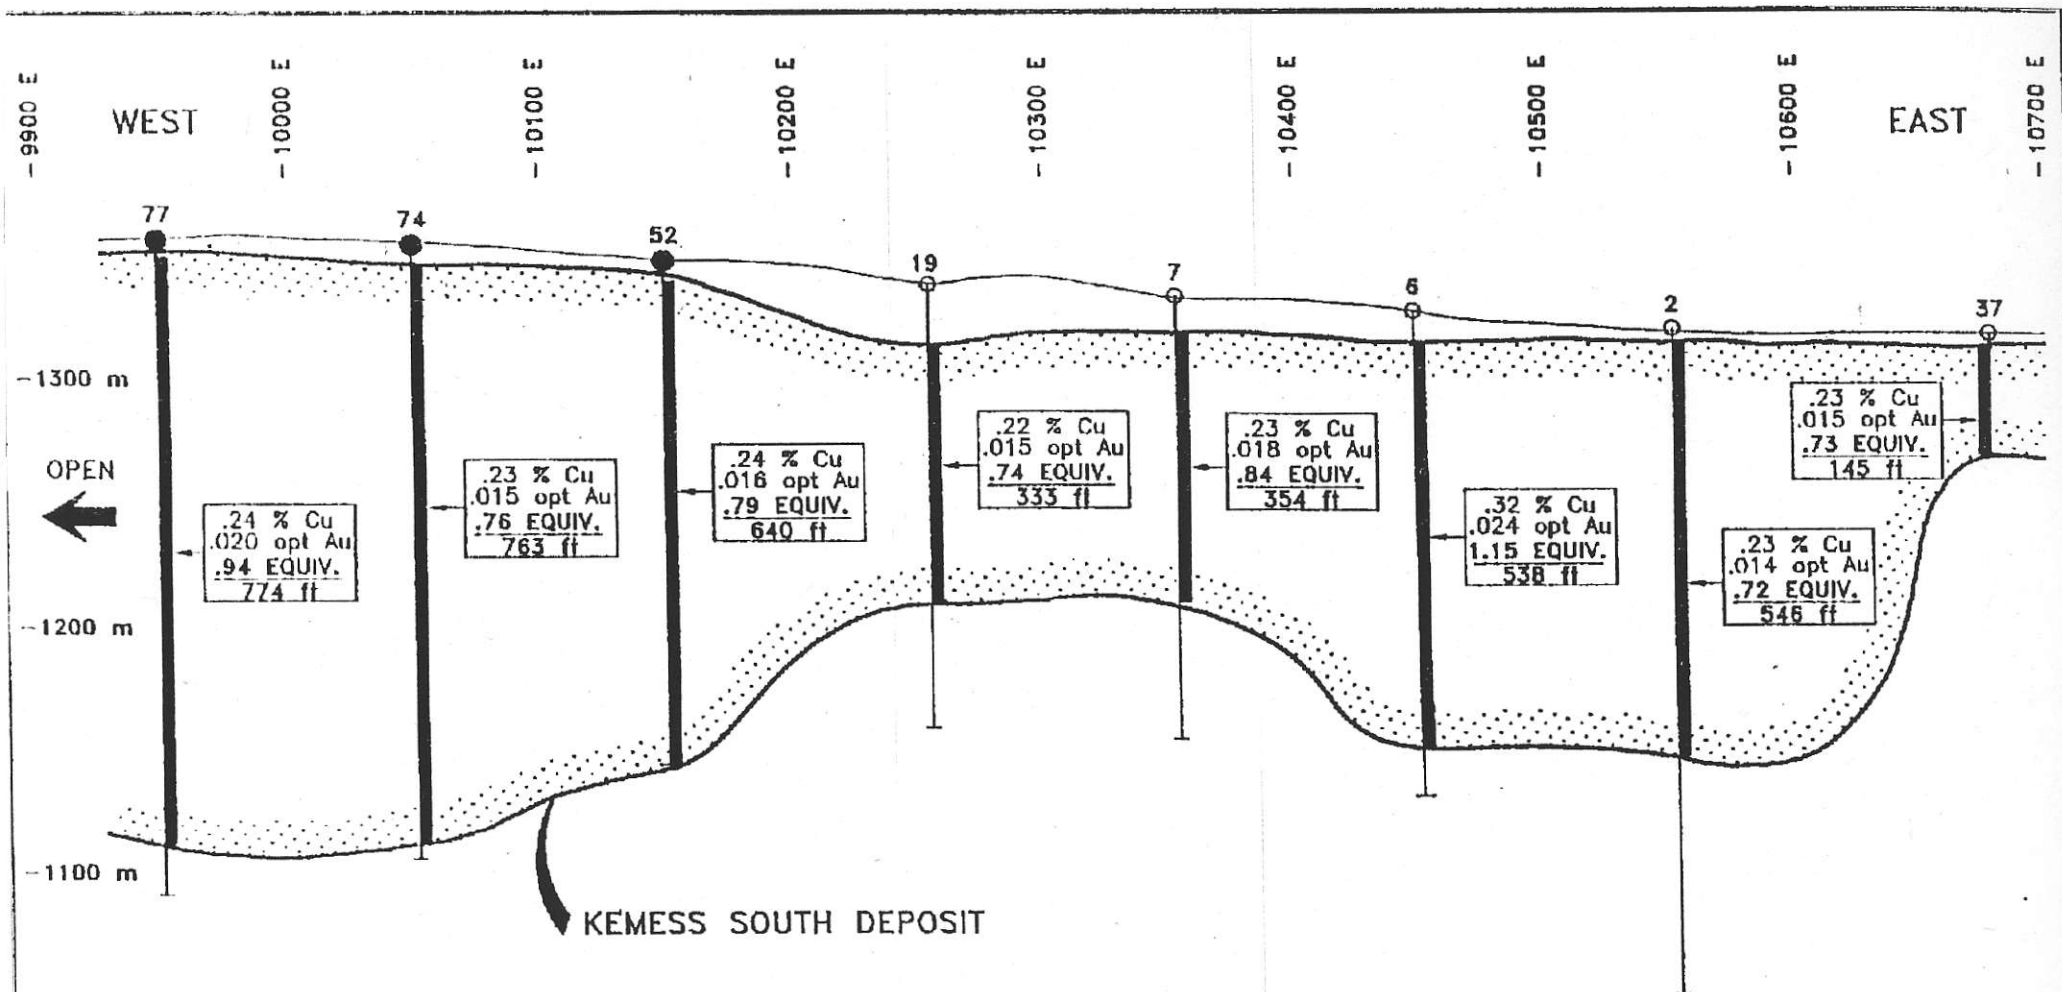 -9900 E
-10000 E
-10100 E
-10200 E
-10300 E
-10400 E
-10500 E
-10600 E
-10700 E
WEST
EAST
77
74
52
19
7
6
2
37
-1300 m
-1200 m
-1100 m
OPEN
.24 % Cu
.020 opt Au
.94 EQUIV.
774 ft
.23 % Cu
.015 opt Au
.76 EQUIV.
763 ft
.24 % Cu
.016 opt Au
.79 EQUIV.
640 ft
.22 % Cu
.015 opt Au
.74 EQUIV.
333 ft
.23 % Cu
.018 opt Au
.84 EQUIV.
354 ft
.32 % Cu
.024 opt Au
1.15 EQUIV.
538 ft
.23 % Cu
.014 opt Au
.72 EQUIV.
546 ft
.23 % Cu
.015 opt Au
.73 EQUIV.
145 ft
KEMESS SOUTH DEPOSIT